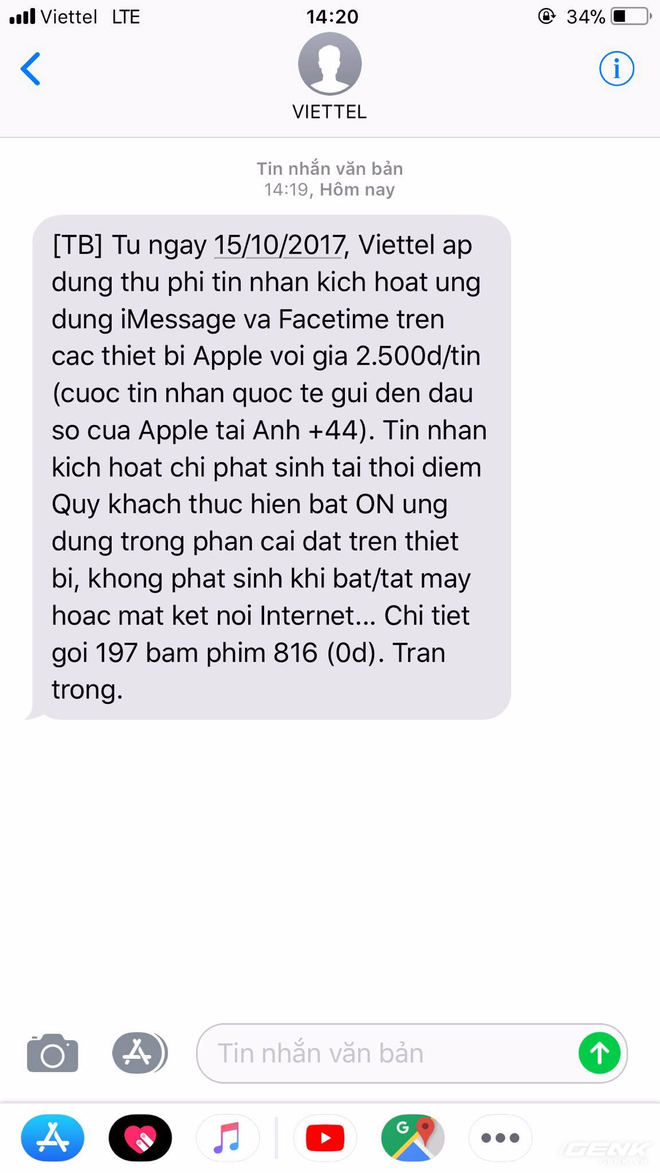 Viettel LTE 14:20 34%
VIETTEL
Tin nhắn văn bản
14:19, Hôm nay
[TB] Tu ngay 15/10/2017, Viettel ap
dung thu phi tin nhan kich hoat ung
dung iMessage va Facetime tren
cac thiet bi Apple voi gia 2.500d/tin
(cuoc tin nhan quoc te gui den dau
so cua Apple tai Anh +44). Tin nhan
kich hoat chi phat sinh tai thoi diem
Quy khach thuc hien bat ON ung
dung trong phan cai dat tren thiet
bi, khong phat sinh khi bat/tat may
hoac mat ket noi Internet... Chi tiet
goi 197 bam phim 816 (0d). Tran
trong.
Tin nhắn văn bản
G
GENK